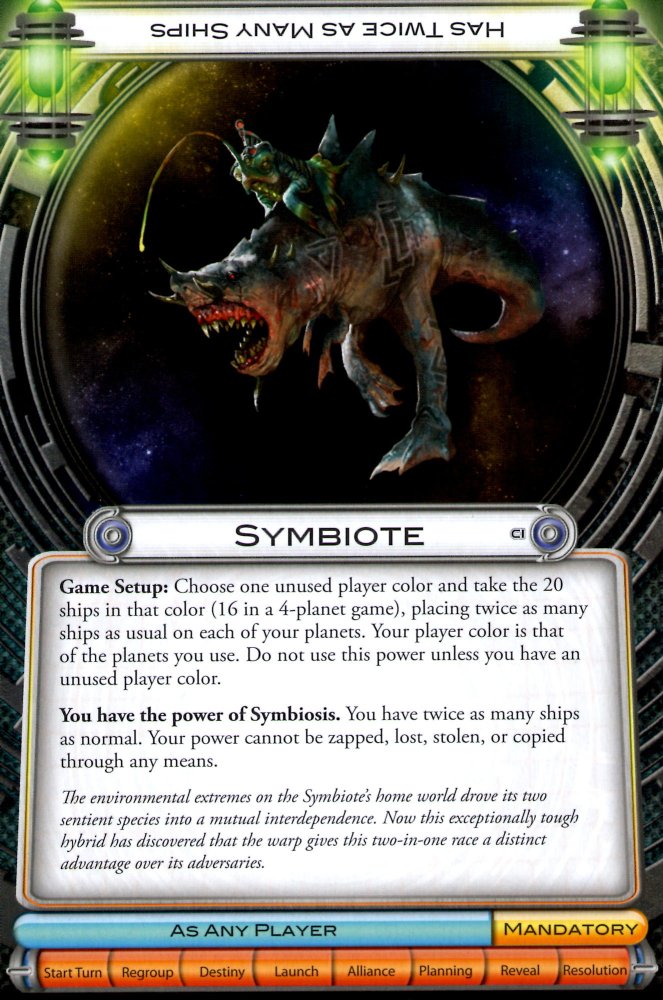 HAS TWICE AS MANY SHIPS
SYMBIOTE CI
Game Setup: Choose one unused player color and take the 20
ships in that color (16 in a 4-planet game), placing twice as many
ships as usual on each of your planets. Your player color is that
of the planets you use. Do not use this power unless you have an
unused player color.
You have the power of Symbiosis. You have twice as many ships
as normal. Your power cannot be zapped, lost, stolen, or copied
through any means.
The environmental extremes on the Symbiote's home world drove its two
sentient species into a mutual interdependence. Now this exceptionally tough
hybrid has discovered that the warp gives this two-in-one race a distinct
advantage over its adversaries.
AS ANY PLAYER MANDATORY
Start Turn Regroup Destiny Launch Alliance Planning Reveal Resolution